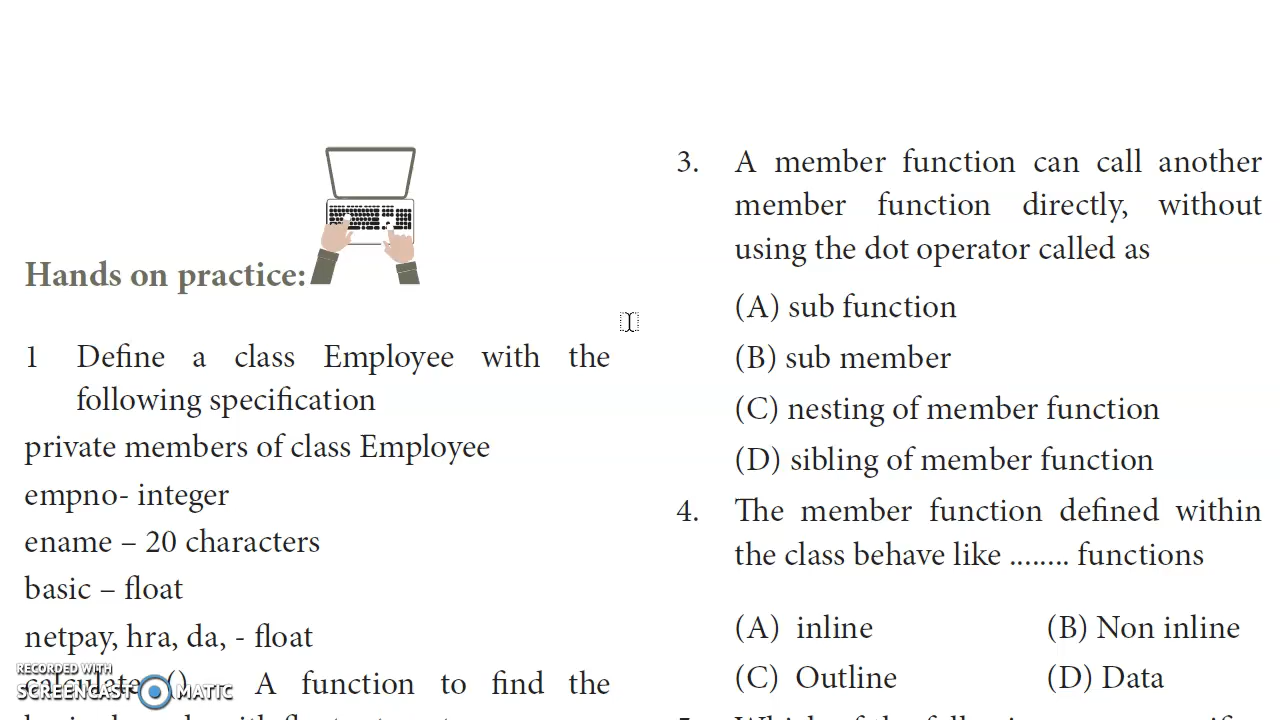 Hands on practice:
1 Define a class Employee with the
following specification
private members of class Employee
empno- integer
ename – 20 characters
basic – float
netpay, hra, da, - float
calculate () A function to find the
3. A member function can call another
member function directly, without
using the dot operator called as
(A) sub function
(B) sub member
(C) nesting of member function
(D) sibling of member function
4. The member function defined within
the class behave like ........ functions
(A) inline (B) Non inline
(C) Outline (D) Data
RECORDED WITH
SCREENCAST MATIC